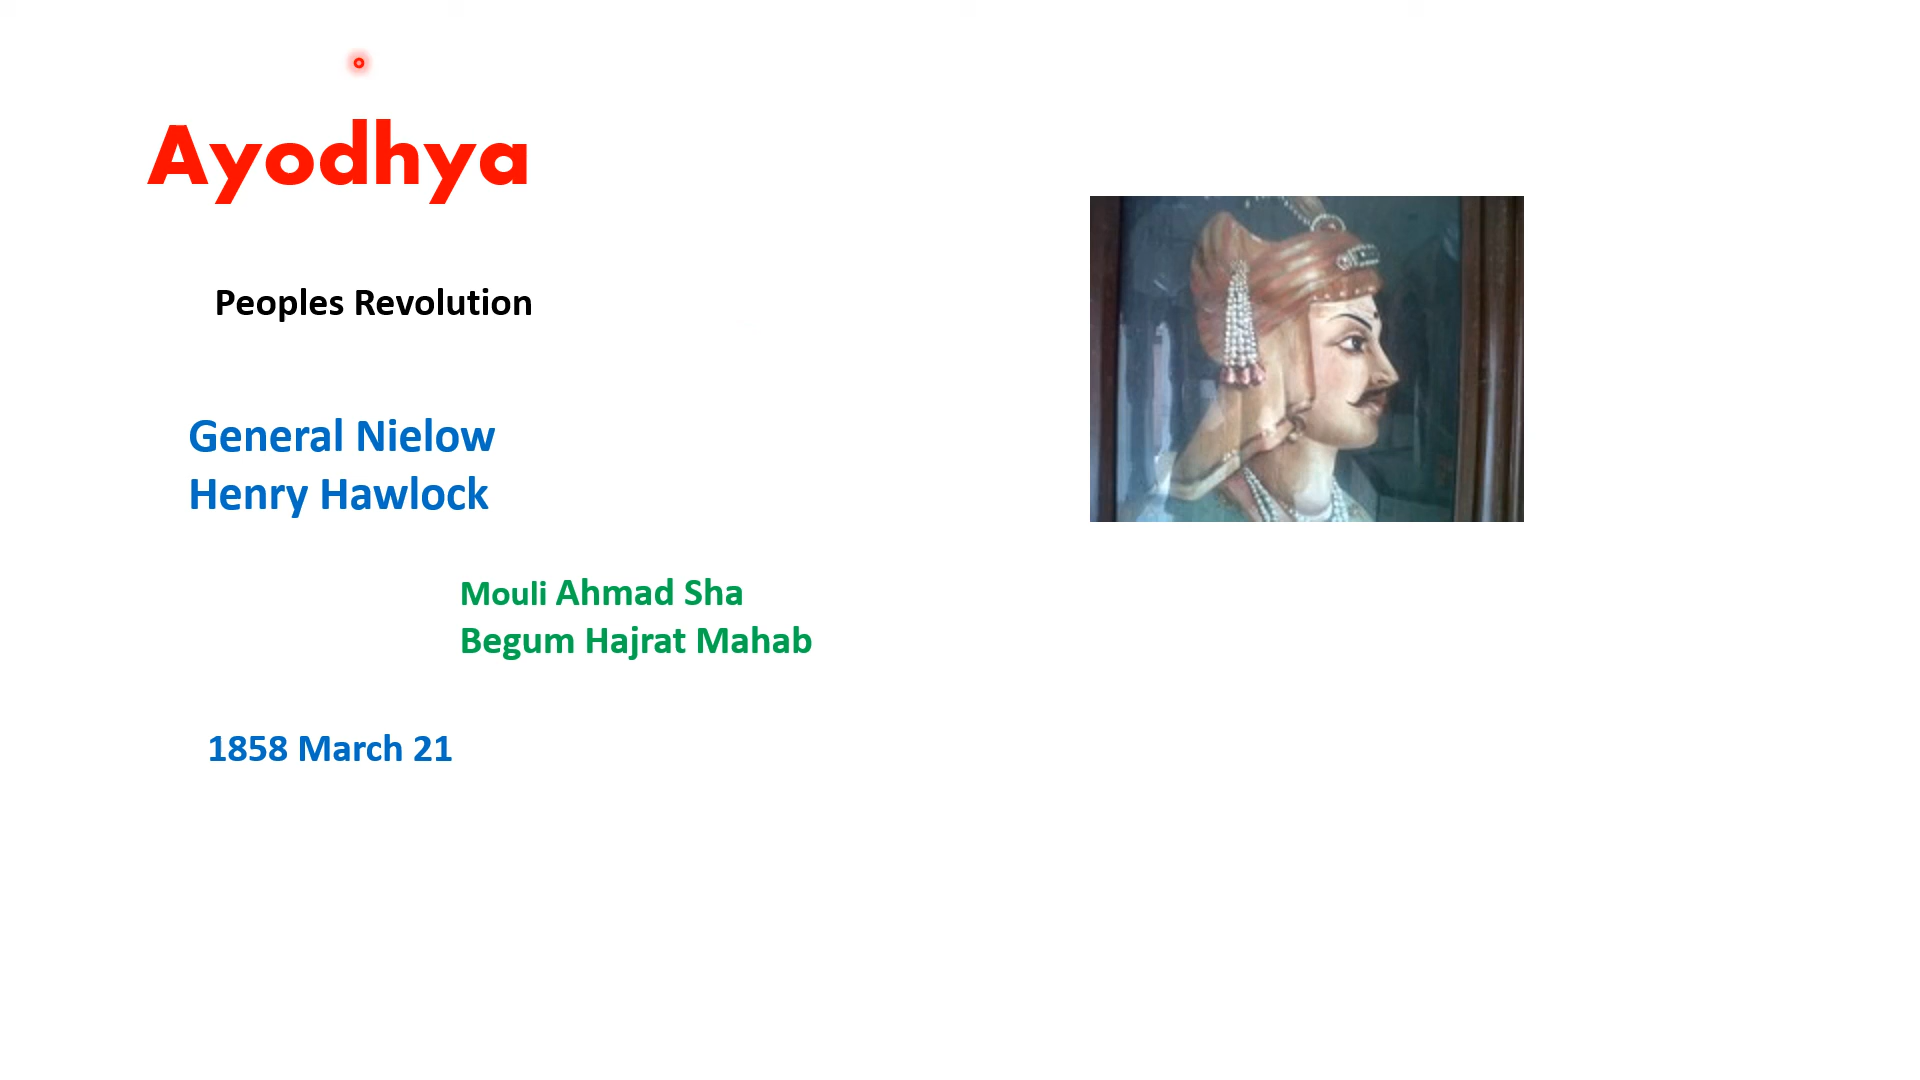 Ayodhya
Peoples Revolution
General Nielow
Henry Hawlock
Mouli Ahmad Sha
Begum Hajrat Mahab
1858 March 21